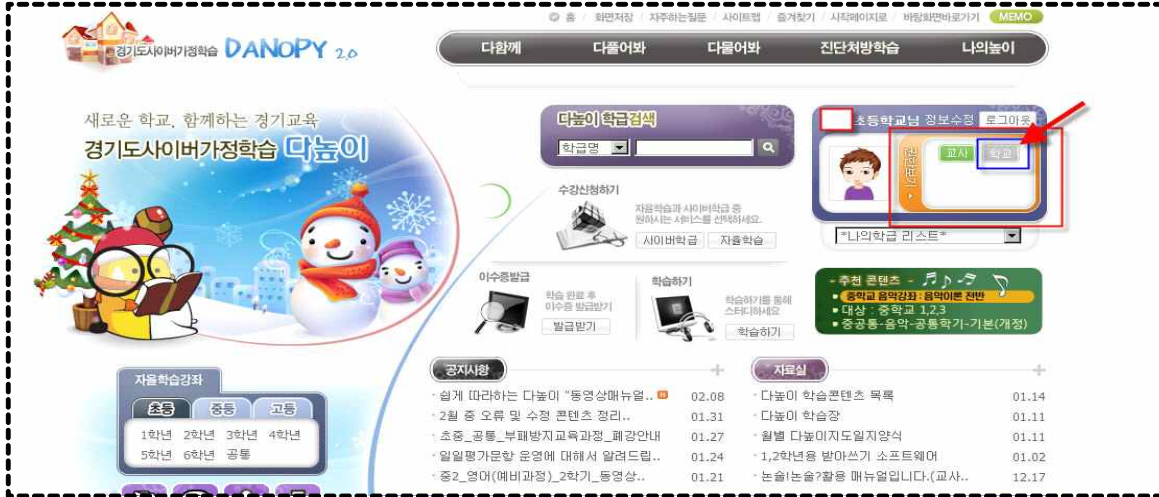 홈 / 화면저장 / 자주하는질문 / 사이트맵 / 즐겨찾기 / 시작페이지로 / 바탕화면바로가기 MEMO
경기도사이버가정학습 DANOPY 2.0
다함께 다풀어봐 다물어봐 진단처방학습 나의높이
새로운 학교, 함께하는 경기교육
경기도사이버가정학습 다높이
다높이 학급검색
학급명
초등학교님 정보수정 로그아웃
권한보기
교사 학교
*나의학급 리스트*
수강신청하기
자율학습과 사이버학급 중
원하시는 서비스를 선택하세요.
사이버학급 자율학습
이수증발급
학습 완료 후
이수증 발급받기
발급받기
학습하기
학습하기를 통해
스터디하세요
학습하기
- 추천 콘텐츠 -
중학교 음악강좌 : 음악이론 전반
대상 : 중학교 1,2,3
중공통-음악-공통학기-기본(개정)
자율학습강좌
초등 중등 고등
1학년 2학년 3학년 4학년
5학년 6학년 공통
공지사항
쉽게 따라하는 다높이 "동영상매뉴얼.. 02.08
2월 중 오류 및 수정 콘텐츠 정리.. 01.31
초중_공통_부패방지교육과정_폐강안내 01.27
일일평가문항 운영에 대해서 알려드립.. 01.24
중2_영어(예비과정)_2학기_동영상.. 01.21
자료실
다높이 학습콘텐츠 목록 01.14
다높이 학습장 01.11
월별 다높이지도일지양식 01.11
1,2학년용 받아쓰기 소프트웨어 01.02
논술!논술?활용 매뉴얼입니다.(교사.. 12.17